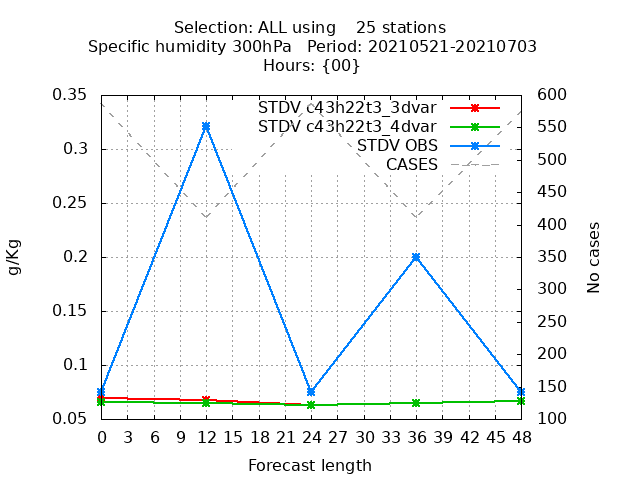 Selection: ALL using    25 stations
Specific humidity 300hPa   Period: 20210521-20210703
Hours: {00}
STDV c43h22t3_3dvar
STDV c43h22t3_4dvar
STDV OBS
CASES
0.35
0.3
0.25
0.2
0.15
0.1
0.05
g/Kg
600
550
500
450
400
350
300
250
200
150
100
No cases
0 3 6 9 12 15 18 21 24 27 30 33 36 39 42 45 48
Forecast length